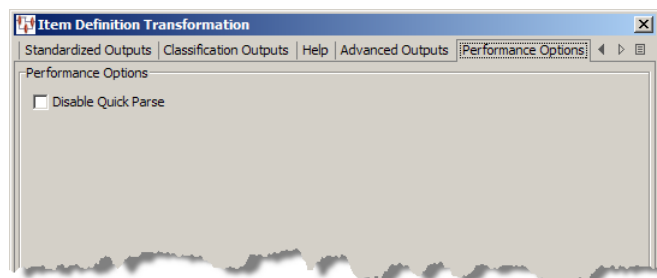 Item Definition Transformation
Standardized Outputs Classification Outputs Help Advanced Outputs Performance Options
Performance Options
Disable Quick Parse